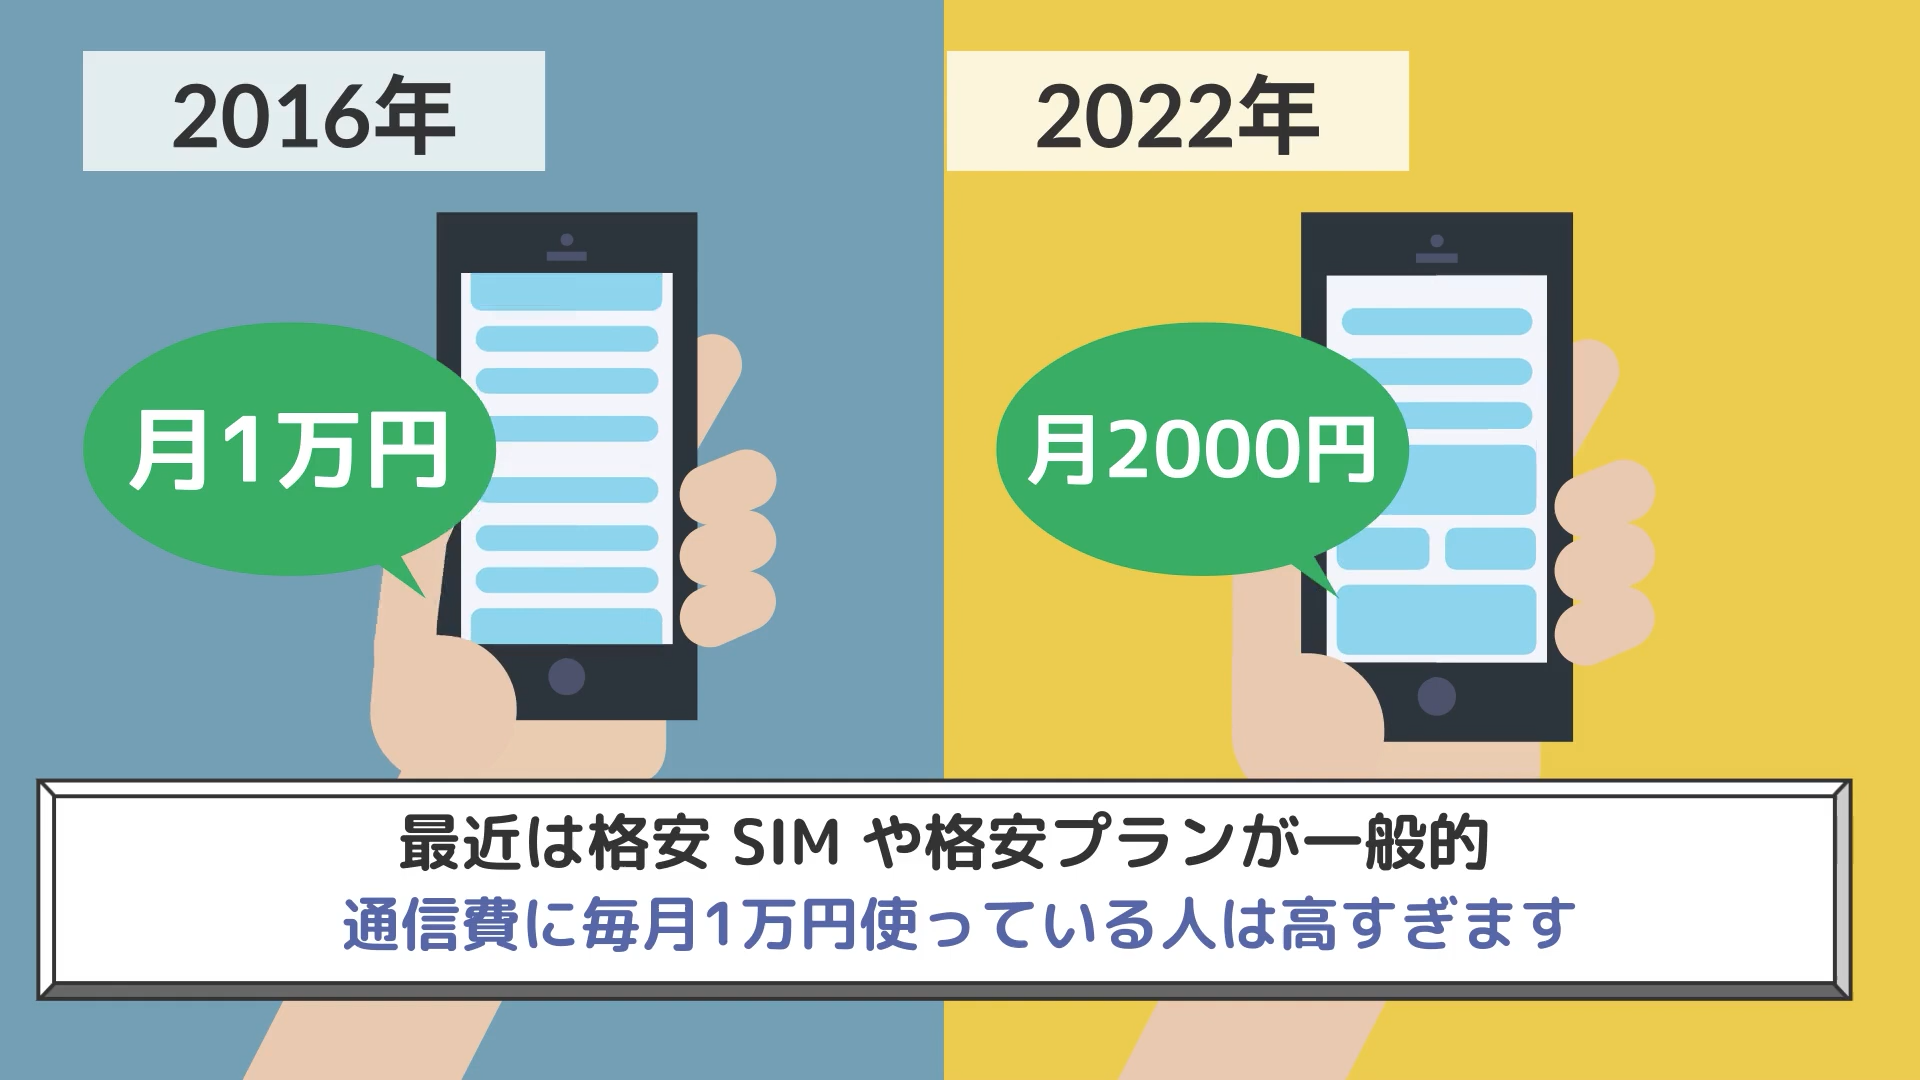 2016年
2022年
月1万円
月2000円
最近は格安 SIM や格安プランが一般的
通信費に毎月1万円使っている人は高すぎます